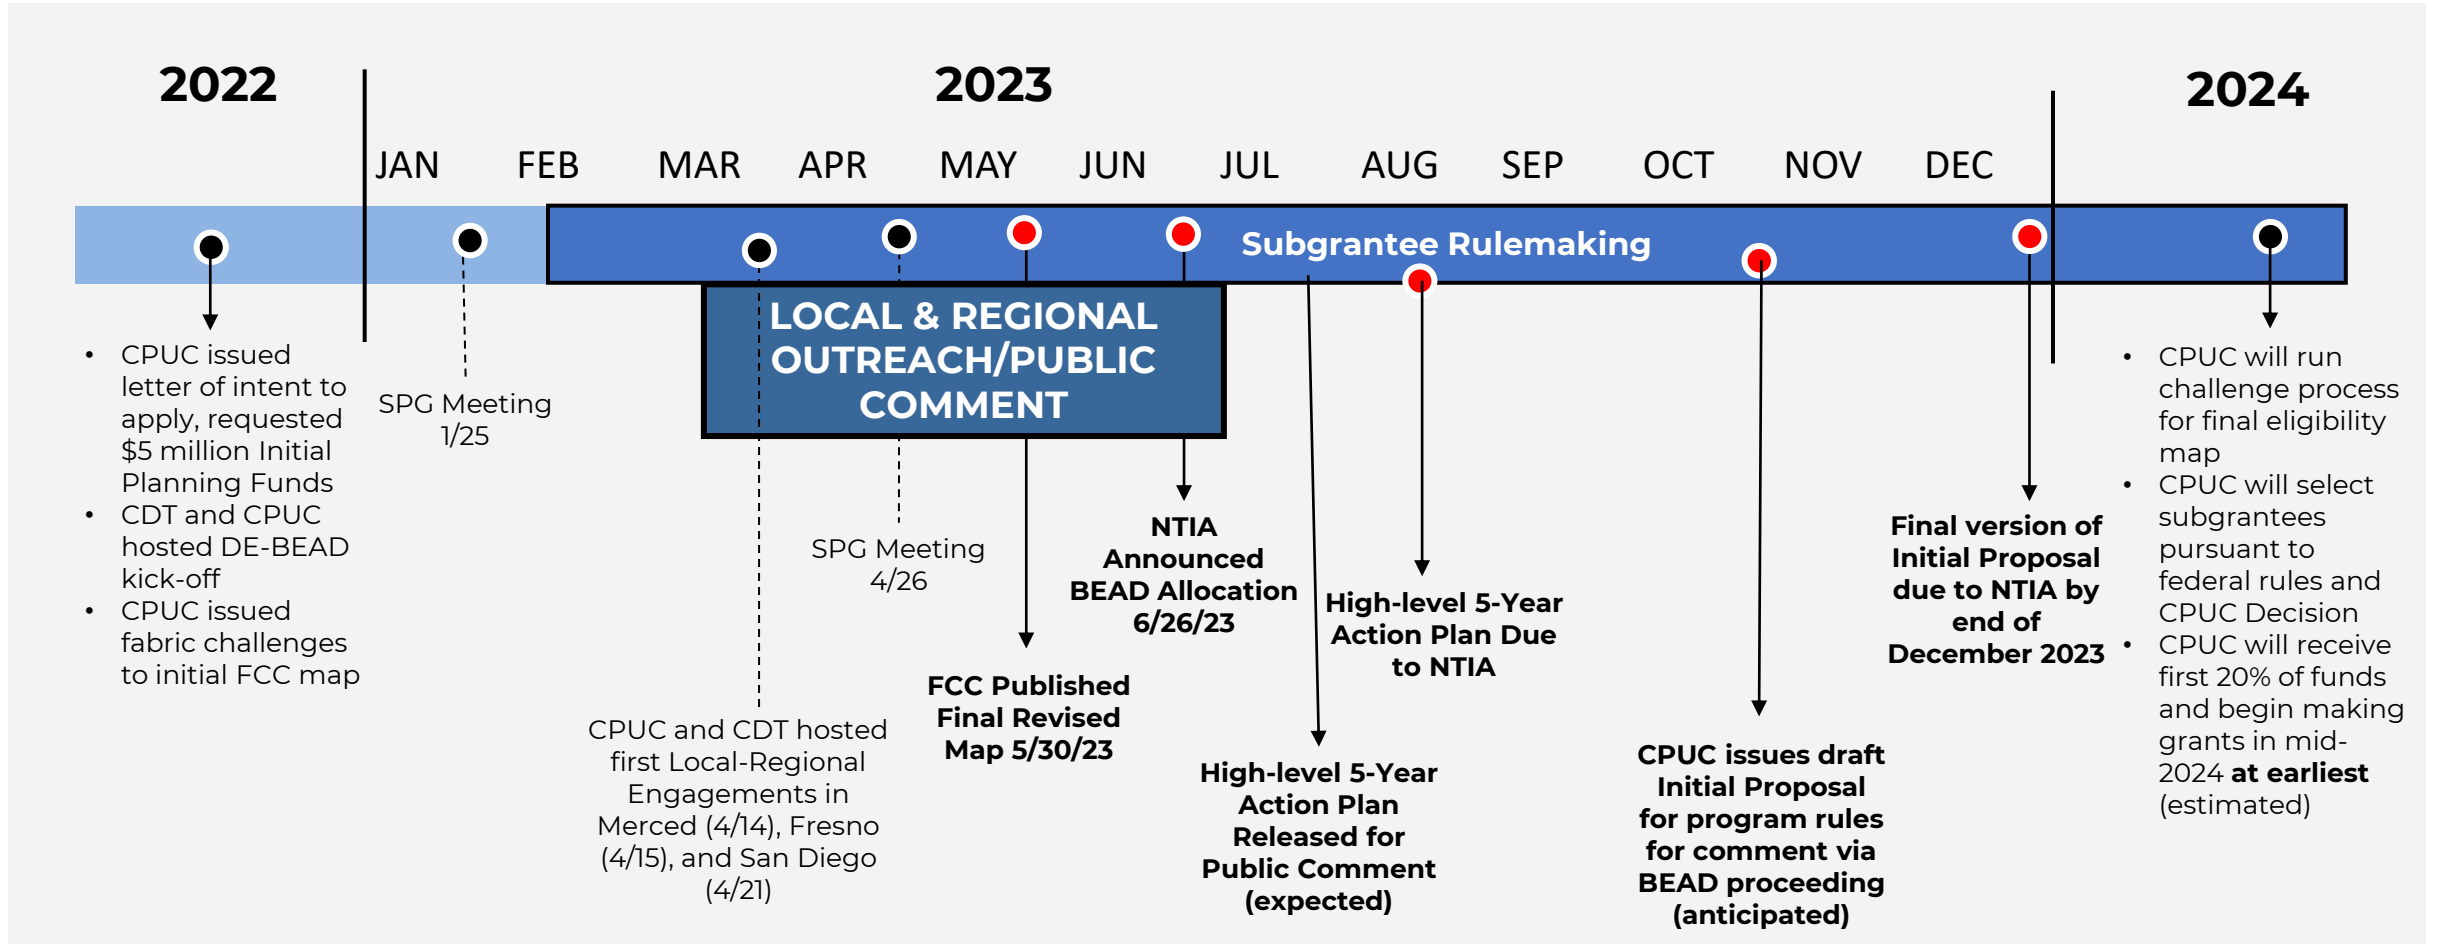 2022
2023
2024
JAN FEB MAR APR MAY JUN JUL AUG SEP OCT NOV DEC
Subgrantee Rulemaking
LOCAL & REGIONAL
OUTREACH/PUBLIC
COMMENT
• CPUC issued
letter of intent to
apply, requested
$5 million Initial
Planning Funds
• CDT and CPUC
hosted DE-BEAD
kick-off
• CPUC issued
fabric challenges
to initial FCC map
SPG Meeting
1/25
CPUC and CDT hosted
first Local-Regional
Engagements in
Merced (4/14), Fresno
(4/15), and San Diego
(4/21)
SPG Meeting
4/26
FCC Published
Final Revised
Map 5/30/23
NTIA
Announced
BEAD Allocation
6/26/23
High-level 5-Year
Action Plan
Released for
Public Comment
(expected)
High-level 5-Year
Action Plan Due
to NTIA
CPUC issues draft
Initial Proposal
for program rules
for comment via
BEAD proceeding
(anticipated)
Final version of
Initial Proposal
due to NTIA by
end of
December 2023
• CPUC will run
challenge process
for final eligibility
map
• CPUC will select
subgrantees
pursuant to
federal rules and
CPUC Decision
• CPUC will receive
first 20% of funds
and begin making
grants in mid-
2024 at earliest
(estimated)